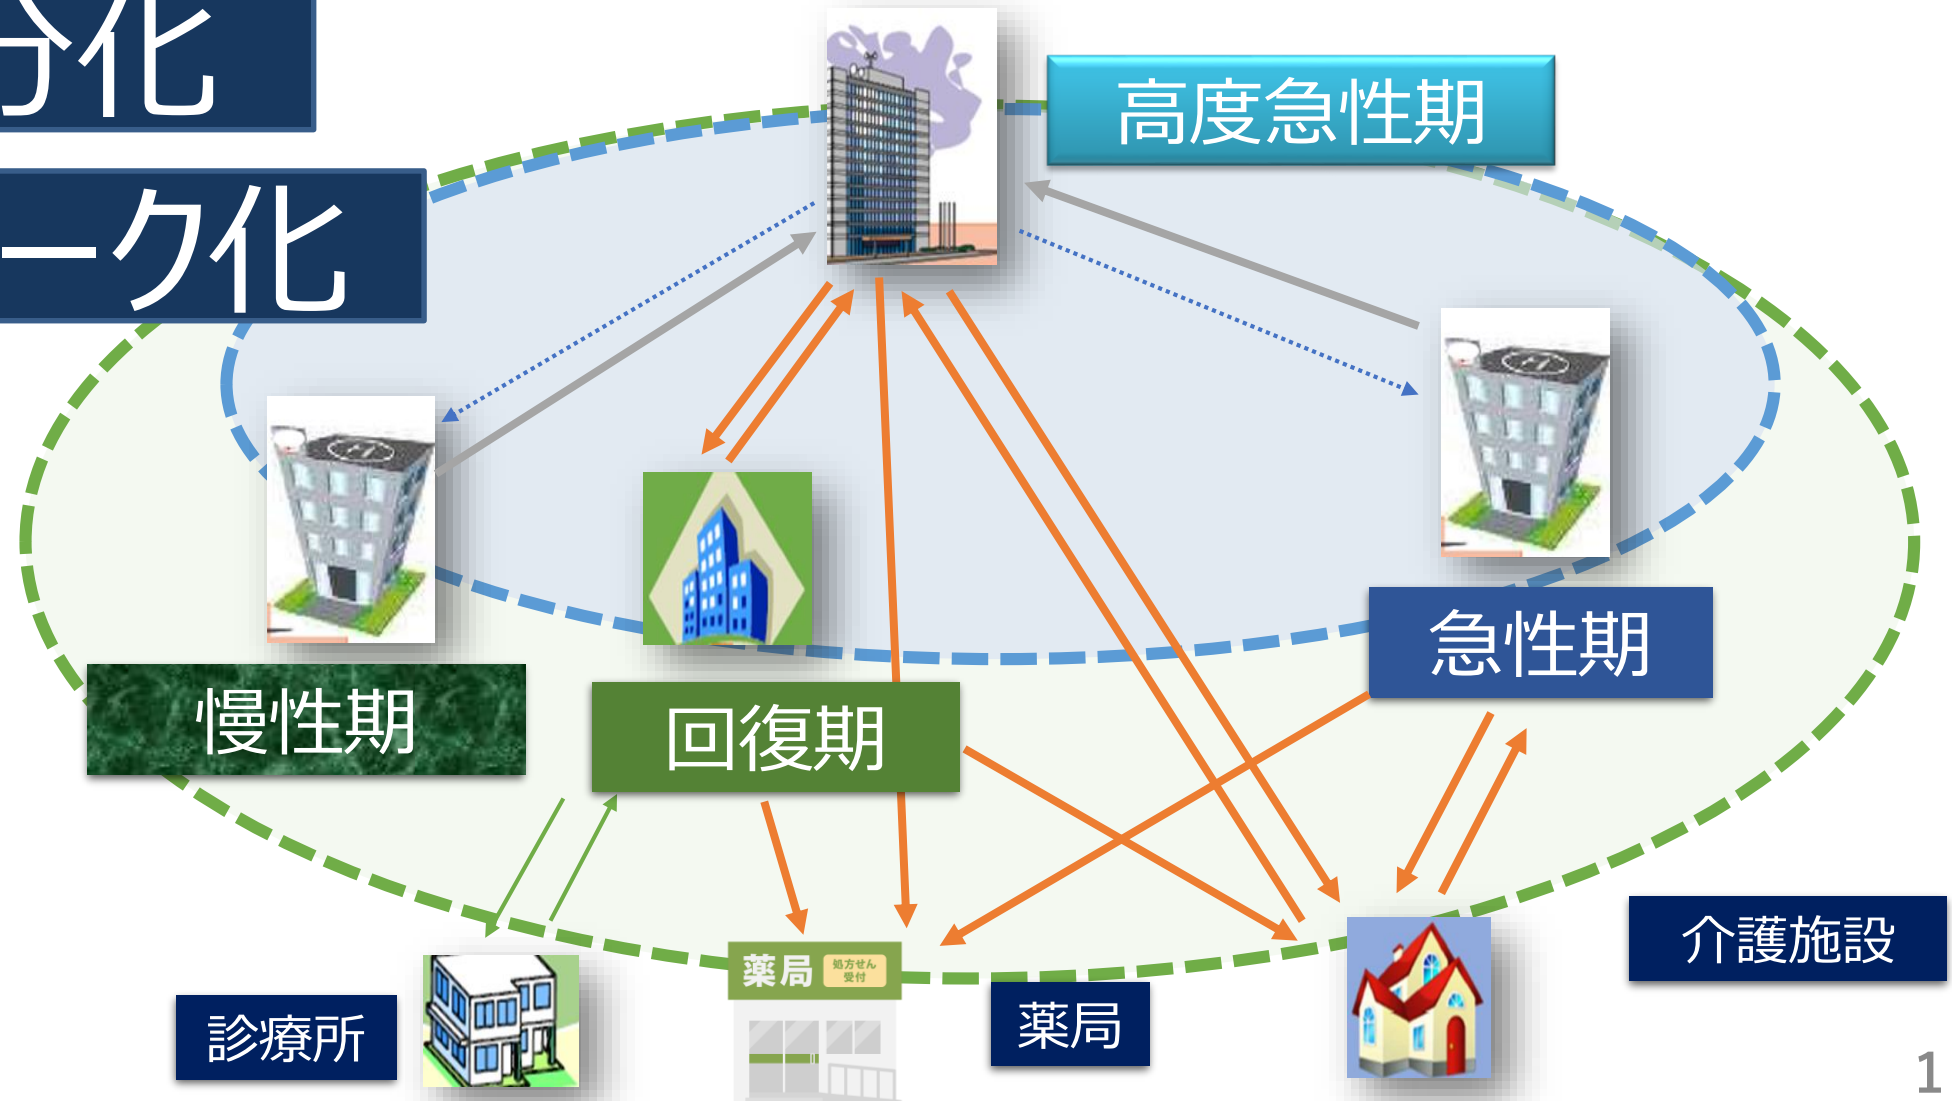 分化
ーク化
高度急性期
急性期
慢性期
回復期
介護施設
薬局
処方せん
受付
診療所
薬局
1